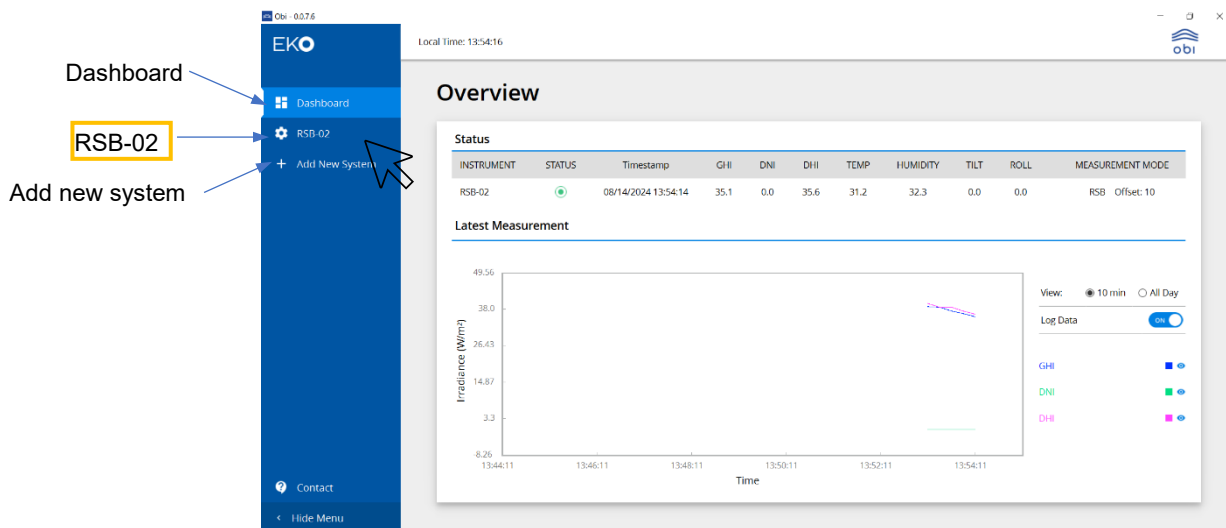 Obi - 0.0.7.6
EKO
Local Time: 13:54:16
obi
Dashboard
RSB-02
Add new system
Dashboard
RSB-02
+ Add New System
Contact
< Hide Menu
Overview
Status
INSTRUMENT STATUS Timestamp GHI DNI DHI TEMP HUMIDITY TILT ROLL MEASUREMENT MODE
RSB-02 08/14/2024 13:54:14 35.1 0.0 35.6 31.2 32.3 0.0 0.0 RSB Offset: 10
Latest Measurement
49.56
38.0
26.43
14.87
3.3
-8.26
Irradiance (W/m²)
13:44:11 13:46:11 13:48:11 13:50:11 13:52:11 13:54:11
Time
View: 10 min All Day
Log Data ON
GHI
DNI
DHI